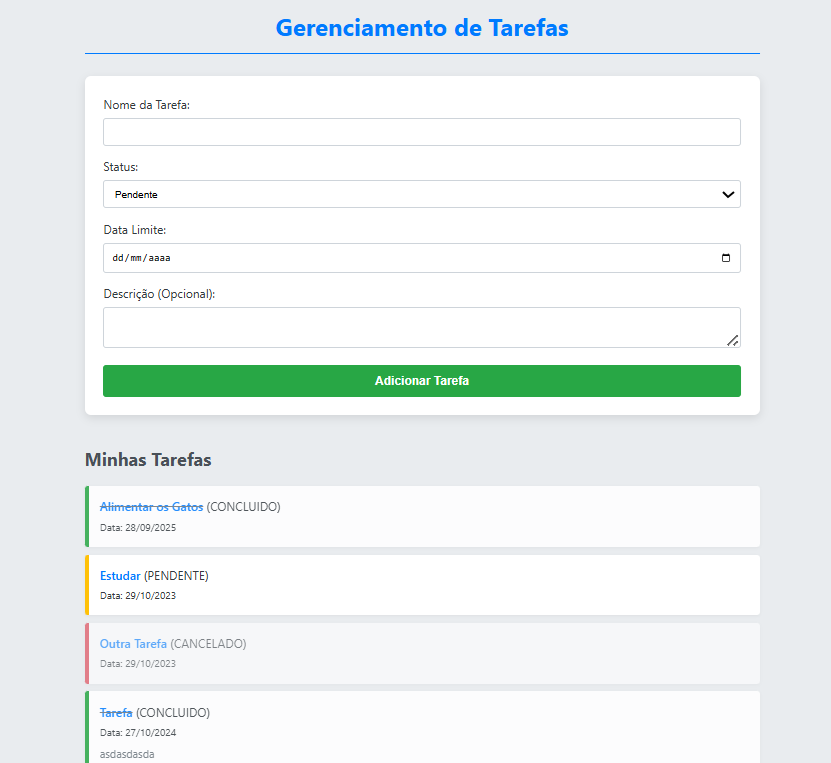 Gerenciamento de Tarefas
Nome da Tarefa:
Status:
Pendente
Data Limite:
dd/mm/aaaa
Descrição (Opcional):
Adicionar Tarefa
Minhas Tarefas
Alimentar os Gatos (CONCLUIDO)
Data: 28/09/2025
Estudar (PENDENTE)
Data: 29/10/2023
Outra Tarefa (CANCELADO)
Data: 29/10/2023
Tarefa (CONCLUIDO)
Data: 27/10/2024
asdasdasda